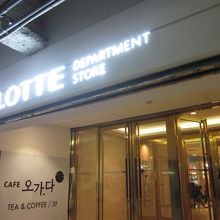 LOTTE DEPARTMENT
STORE
CAFE 오가다
TEA & COFFEE / 5F